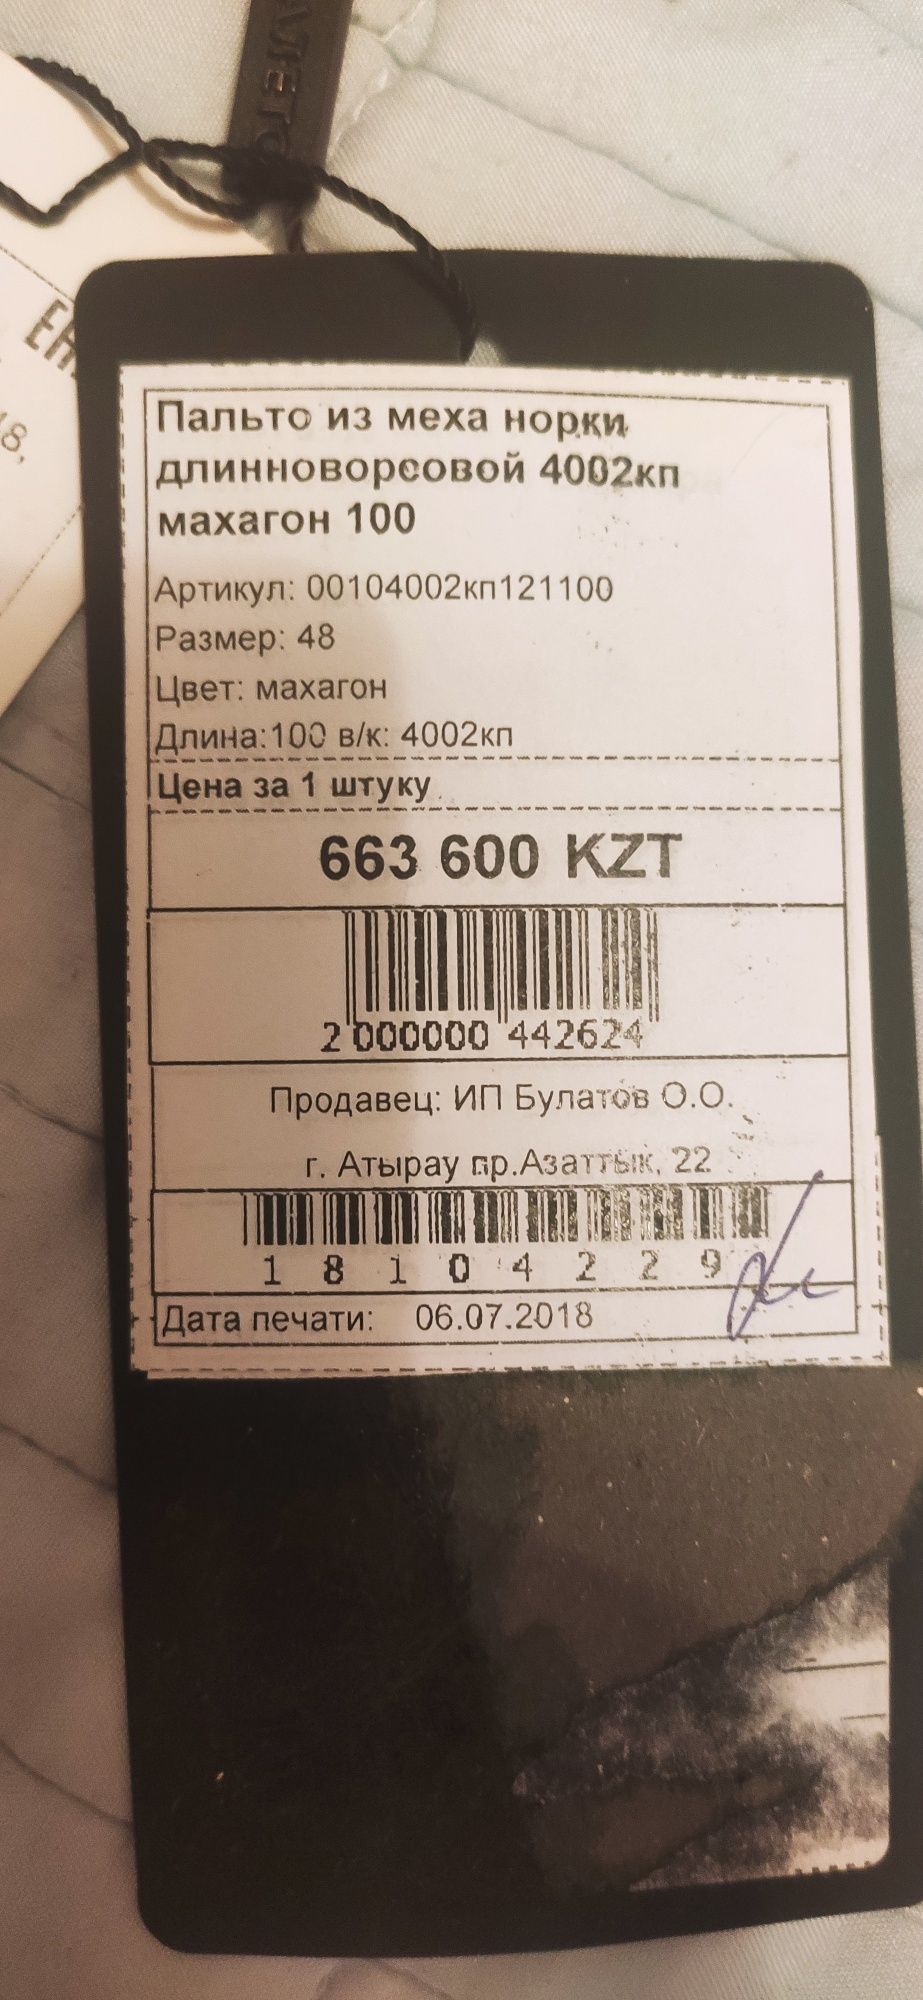 Пальто из меха норки
длинноворсовой 4002кп
махагон 100
Артикул: 00104002кп121100
Размер: 48
Цвет: махагон
Длина:100 в/к: 4002кп
Цена за 1 штуку
663 600 KZT
2 000000 442624
Продавец: ИП Булатов О.О.
г. Атырау пр.Азаттык, 22
1 8 1 0 4 2 2 9
Дата печати: 06.07.2018
48,